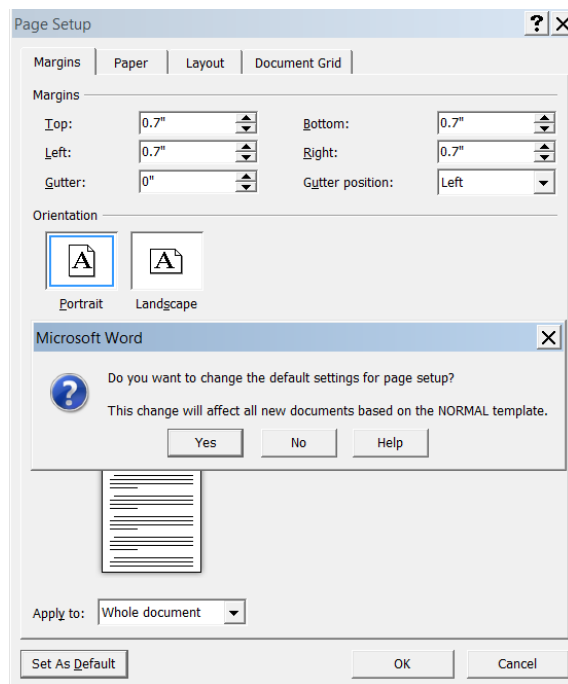 Page Setup ? X
Margins Paper Layout Document Grid
Margins
Top: 0.7" Bottom: 0.7"
Left: 0.7" Right: 0.7"
Gutter: 0" Gutter position: Left
Orientation
A A
Portrait Landscape
Microsoft Word X
?
Do you want to change the default settings for page setup?
This change will affect all new documents based on the NORMAL template.
Yes No Help
Apply to: Whole document
Set As Default OK Cancel